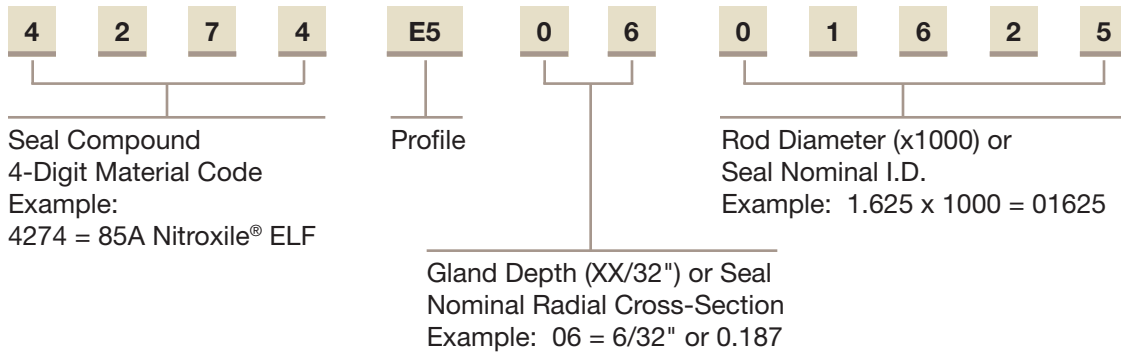 4 2 7 4 E5 0 6 0 1 6 2 5
Seal Compound
4-Digit Material Code
Example:
4274 = 85A Nitroxile® ELF
Profile
Gland Depth (XX/32") or Seal
Nominal Radial Cross-Section
Example: 06 = 6/32" or 0.187
Rod Diameter (x1000) or
Seal Nominal I.D.
Example: 1.625 x 1000 = 01625